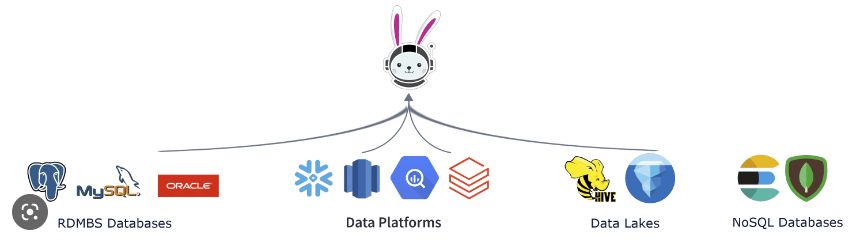 MySQL
ORACLE
HIVE
RDMBS Databases
Data Platforms
Data Lakes
NoSQL Databases